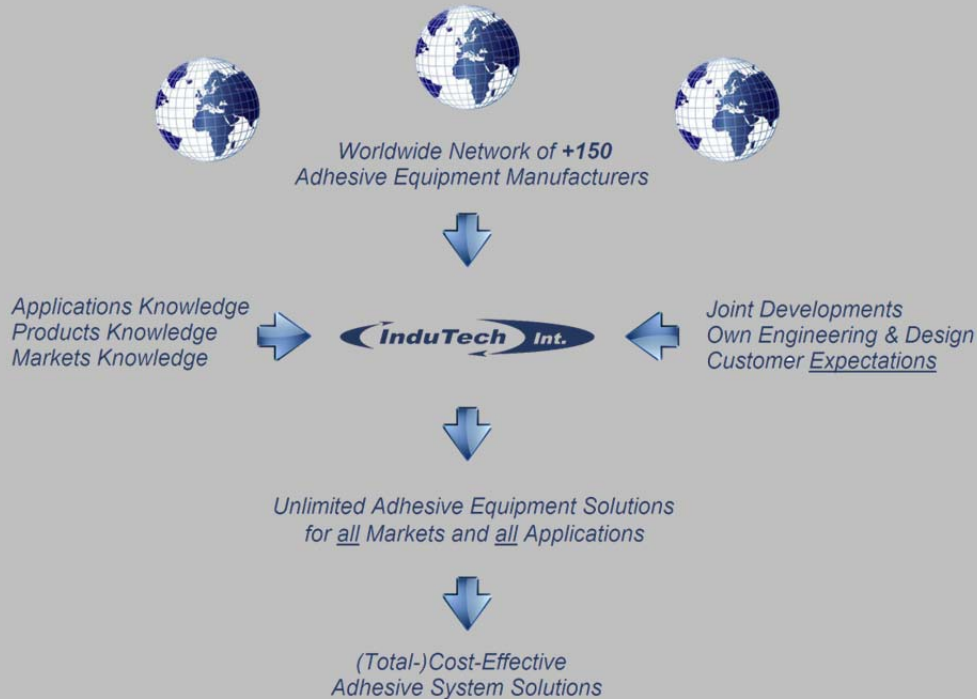 Worldwide Network of +150
Adhesive Equipment Manufacturers
Applications Knowledge
Products Knowledge
Markets Knowledge
InduTech Int.
Joint Developments
Own Engineering & Design
Customer Expectations
Unlimited Adhesive Equipment Solutions
for all Markets and all Applications
(Total-)Cost-Effective
Adhesive System Solutions